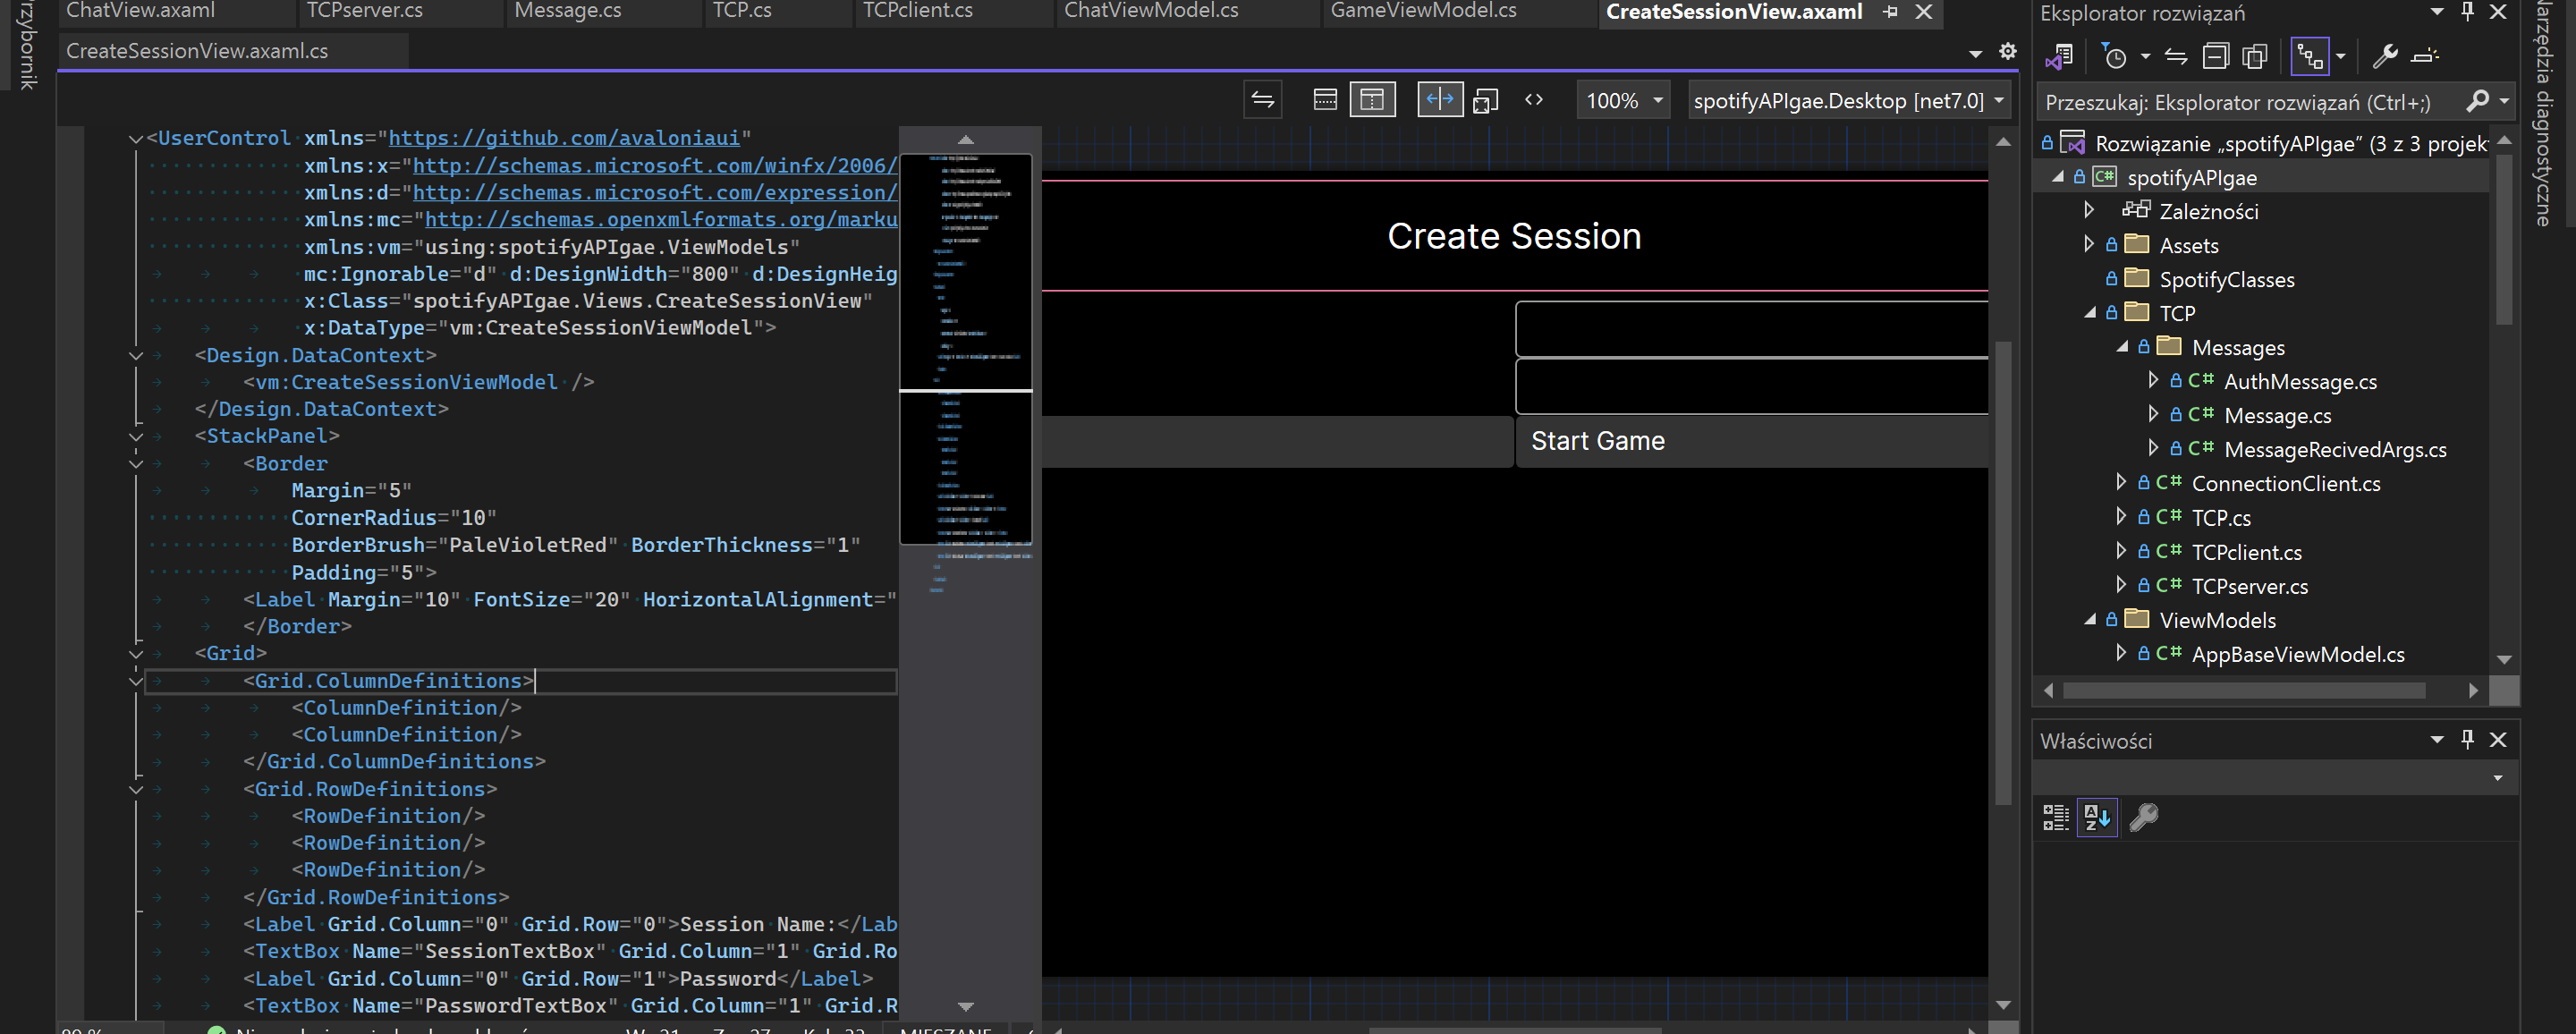 ChatView.axaml TCPserver.cs Message.cs TCP.cs TCPclient.cs ChatViewModel.cs GameViewModel.cs CreateSessionView.axaml
CreateSessionView.axaml.cs
100% spotifyAPIgae.Desktop [net7.0]
<UserControl xmlns="https://github.com/avaloniaui"
xmlns:x="http://schemas.microsoft.com/winfx/2006/
xmlns:d="http://schemas.microsoft.com/expression/
xmlns:mc="http://schemas.openxmlformats.org/marku
xmlns:vm="using:spotifyAPIgae.ViewModels"
mc:Ignorable="d" d:DesignWidth="800" d:DesignHeig
x:Class="spotifyAPIgae.Views.CreateSessionView"
x:DataType="vm:CreateSessionViewModel">
<Design.DataContext>
<vm:CreateSessionViewModel />
</Design.DataContext>
<StackPanel>
<Border
Margin="5"
CornerRadius="10"
BorderBrush="PaleVioletRed" BorderThickness="1"
Padding="5">
<Label Margin="10" FontSize="20" HorizontalAlignment="
</Border>
<Grid>
<Grid.ColumnDefinitions>
<ColumnDefinition/>
<ColumnDefinition/>
</Grid.ColumnDefinitions>
<Grid.RowDefinitions>
<RowDefinition/>
<RowDefinition/>
<RowDefinition/>
</Grid.RowDefinitions>
<Label Grid.Column="0" Grid.Row="0">Session Name:</Lab
<TextBox Name="SessionTextBox" Grid.Column="1" Grid.Ro
<Label Grid.Column="0" Grid.Row="1">Password</Label>
<TextBox Name="PasswordTextBox" Grid.Column="1" Grid.R
Create Session
Start Game
Eksplorator rozwiązań
Przeszukaj: Eksplorator rozwiązań (Ctrl+;)
Rozwiązanie „spotifyAPIgae” (3 z 3 projek
spotifyAPIgae
Zależności
Assets
SpotifyClasses
TCP
Messages
AuthMessage.cs
Message.cs
MessageRecivedArgs.cs
ConnectionClient.cs
TCP.cs
TCPclient.cs
TCPserver.cs
ViewModels
AppBaseViewModel.cs
Właściwości
Narzędzia diagnostyczne